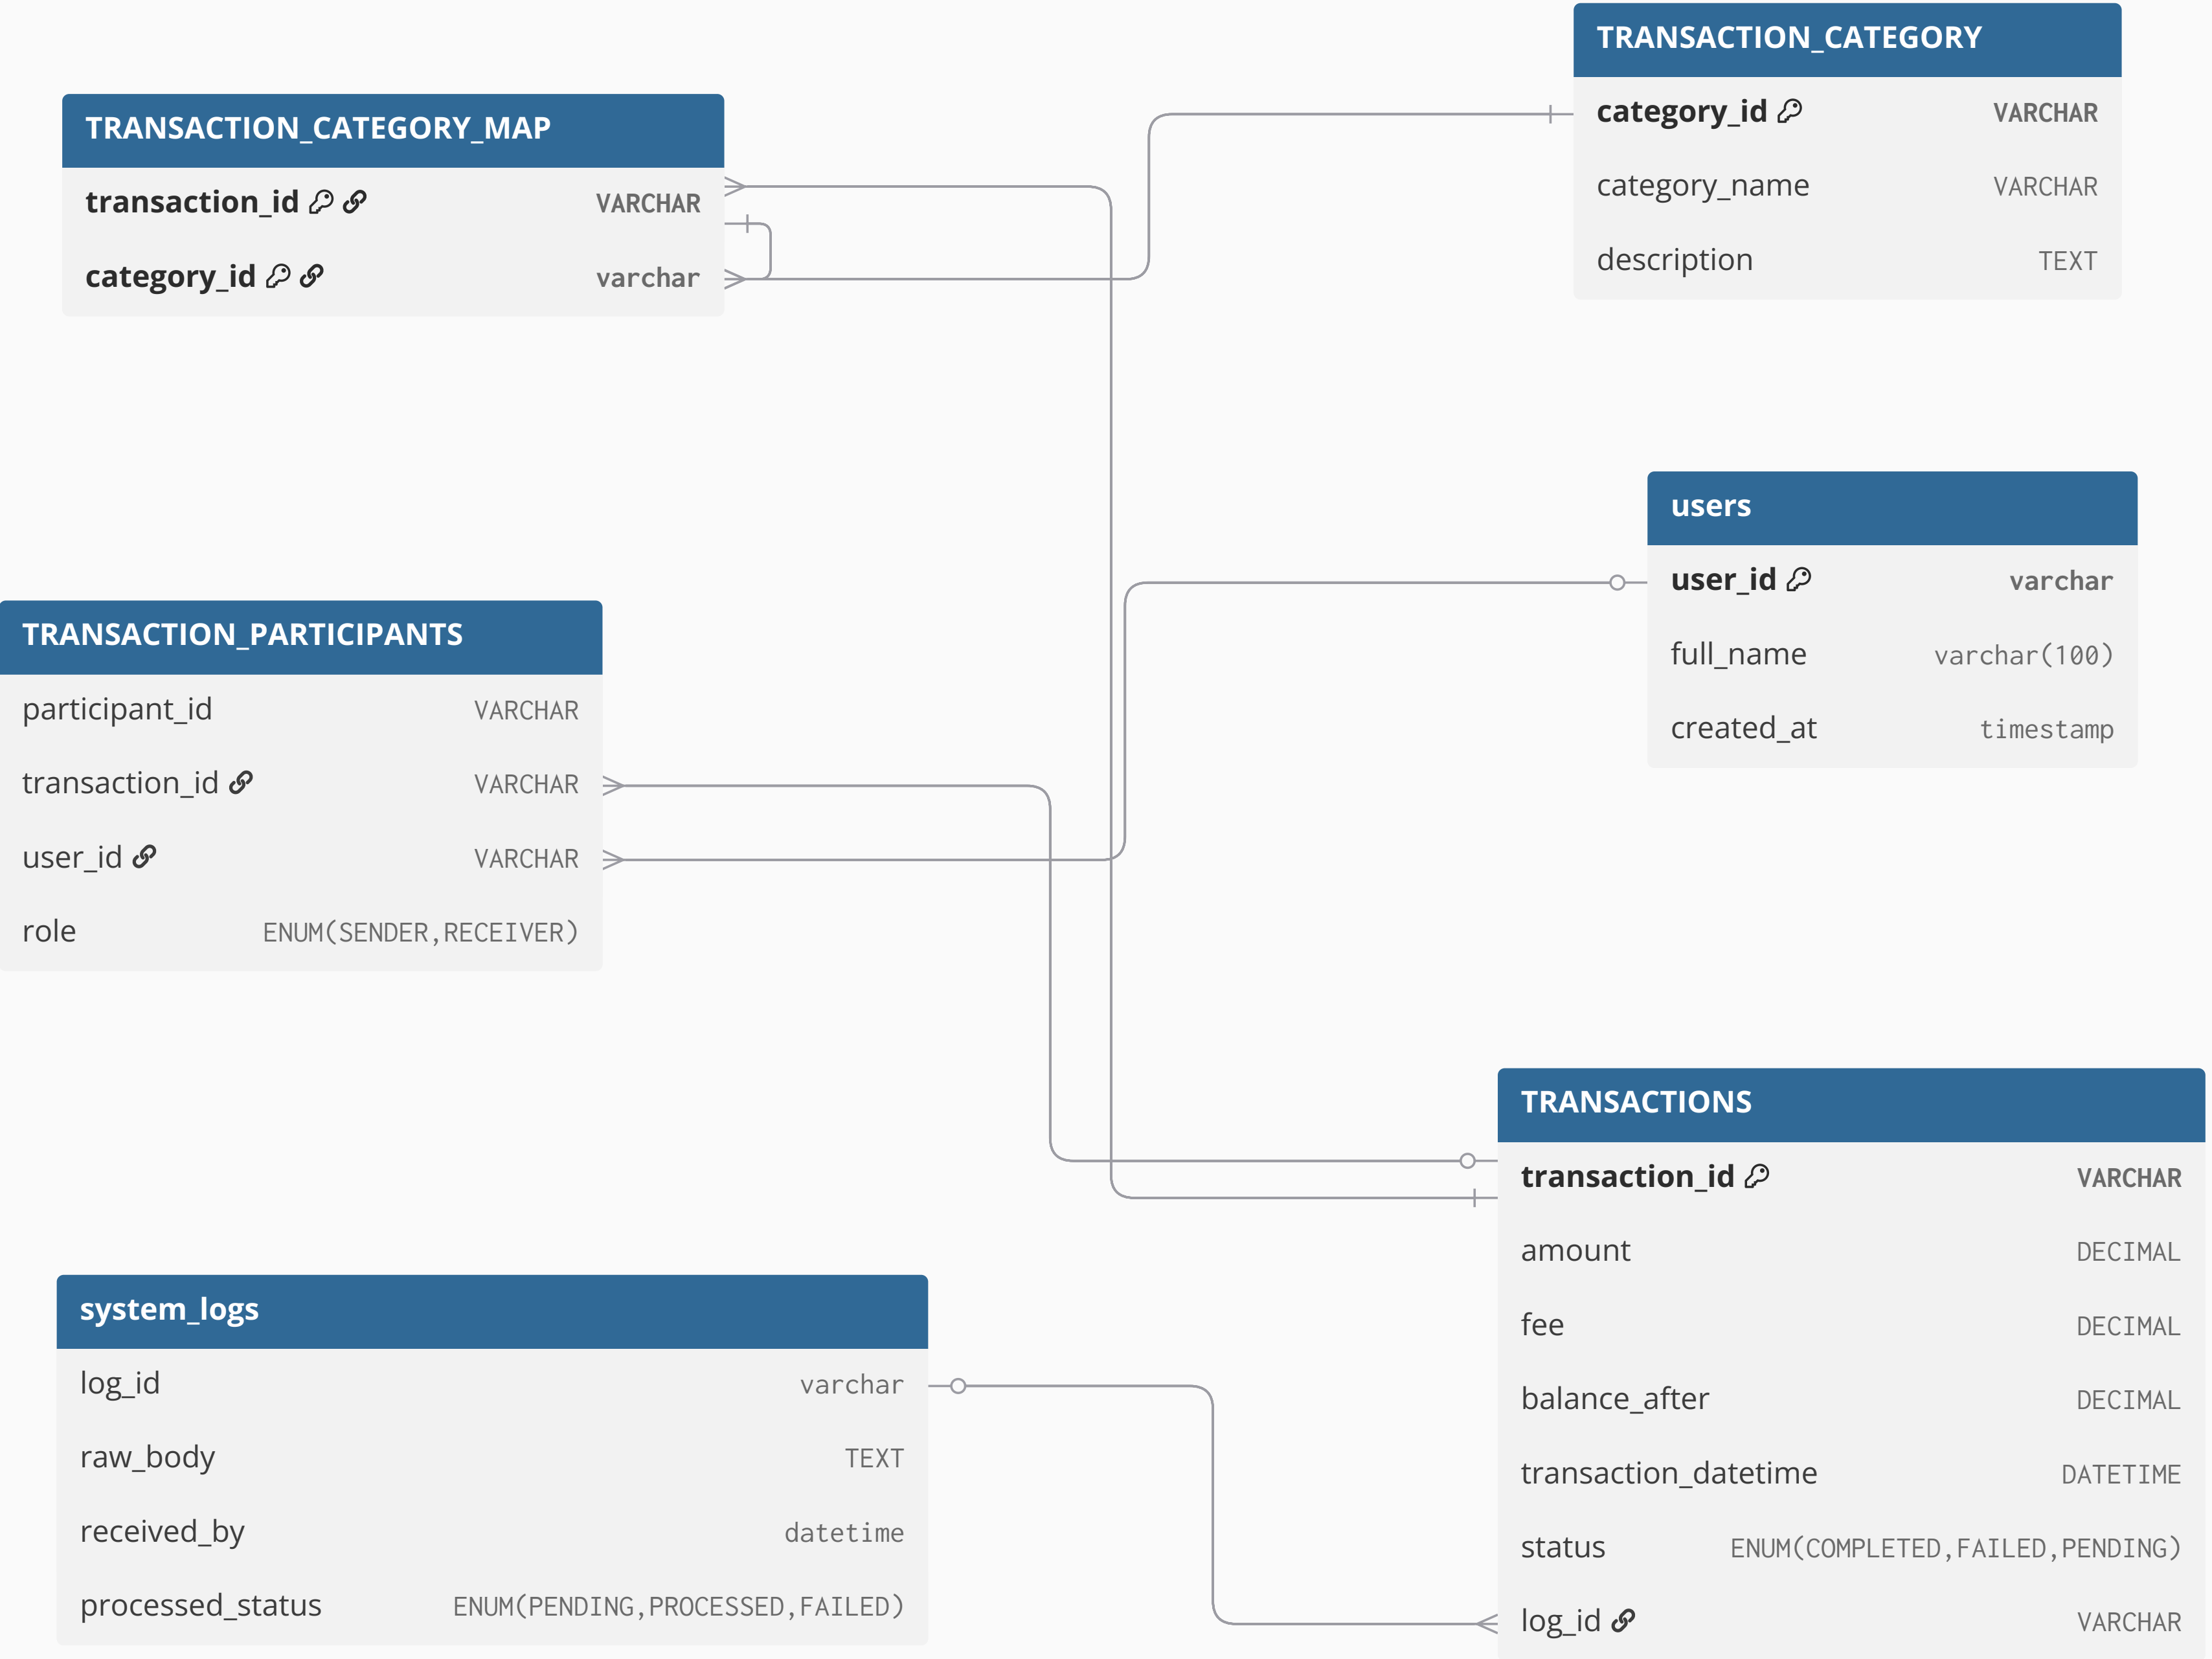 TRANSACTION_CATEGORY_MAP
transaction_id VARCHAR
category_id varchar
TRANSACTION_CATEGORY
category_id VARCHAR
category_name VARCHAR
description TEXT
users
user_id varchar
full_name varchar(100)
created_at timestamp
TRANSACTION_PARTICIPANTS
participant_id VARCHAR
transaction_id VARCHAR
user_id VARCHAR
role ENUM(SENDER,RECEIVER)
TRANSACTIONS
transaction_id VARCHAR
amount DECIMAL
fee DECIMAL
balance_after DECIMAL
transaction_datetime DATETIME
status ENUM(COMPLETED,FAILED,PENDING)
log_id VARCHAR
system_logs
log_id varchar
raw_body TEXT
received_by datetime
processed_status ENUM(PENDING,PROCESSED,FAILED)